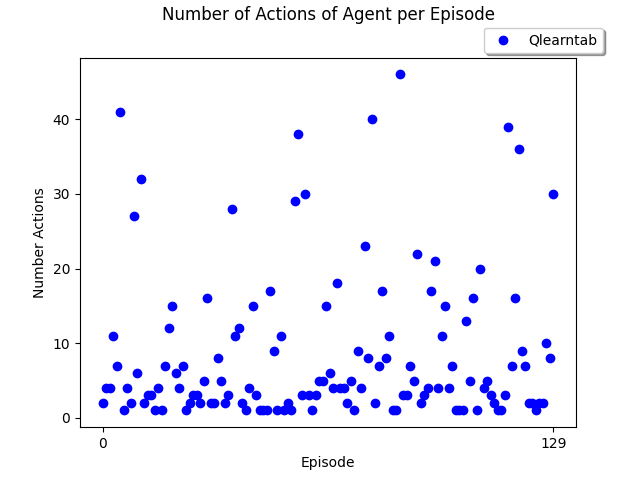 Number of Actions of Agent per Episode
Qlearntab
Number Actions
40
30
20
10
0
0 129
Episode